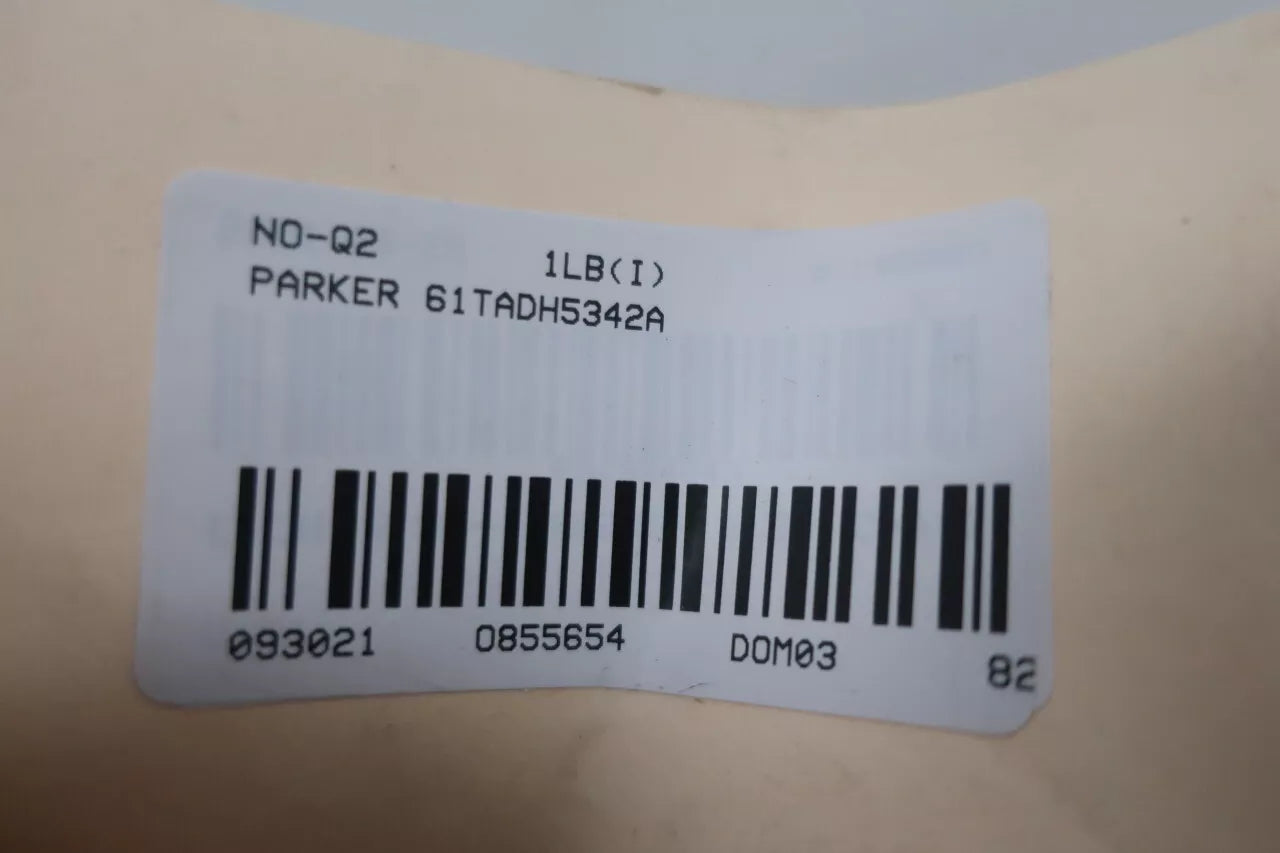 NO-Q2 1LB(I)
PARKER 61TADH5342A
093021 0855654 DOM03 82